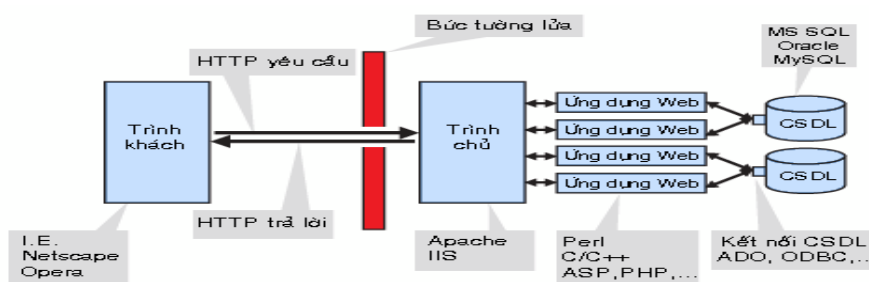 Bức tường lửa
HTTP yêu cầu
MS SQL
Oracle
MySQL
Trình
khách
Trình
chủ
Ứng dụng Web
Ứng dụng Web
Ứng dụng Web
Ứng dụng Web
CSDL
CSDL
HTTP trả lời
I.E.
Netscape
Opera
Apache
IIS
Perl
C/C++
ASP,PHP,...
Kết nối CSDL
ADO, ODBC,...